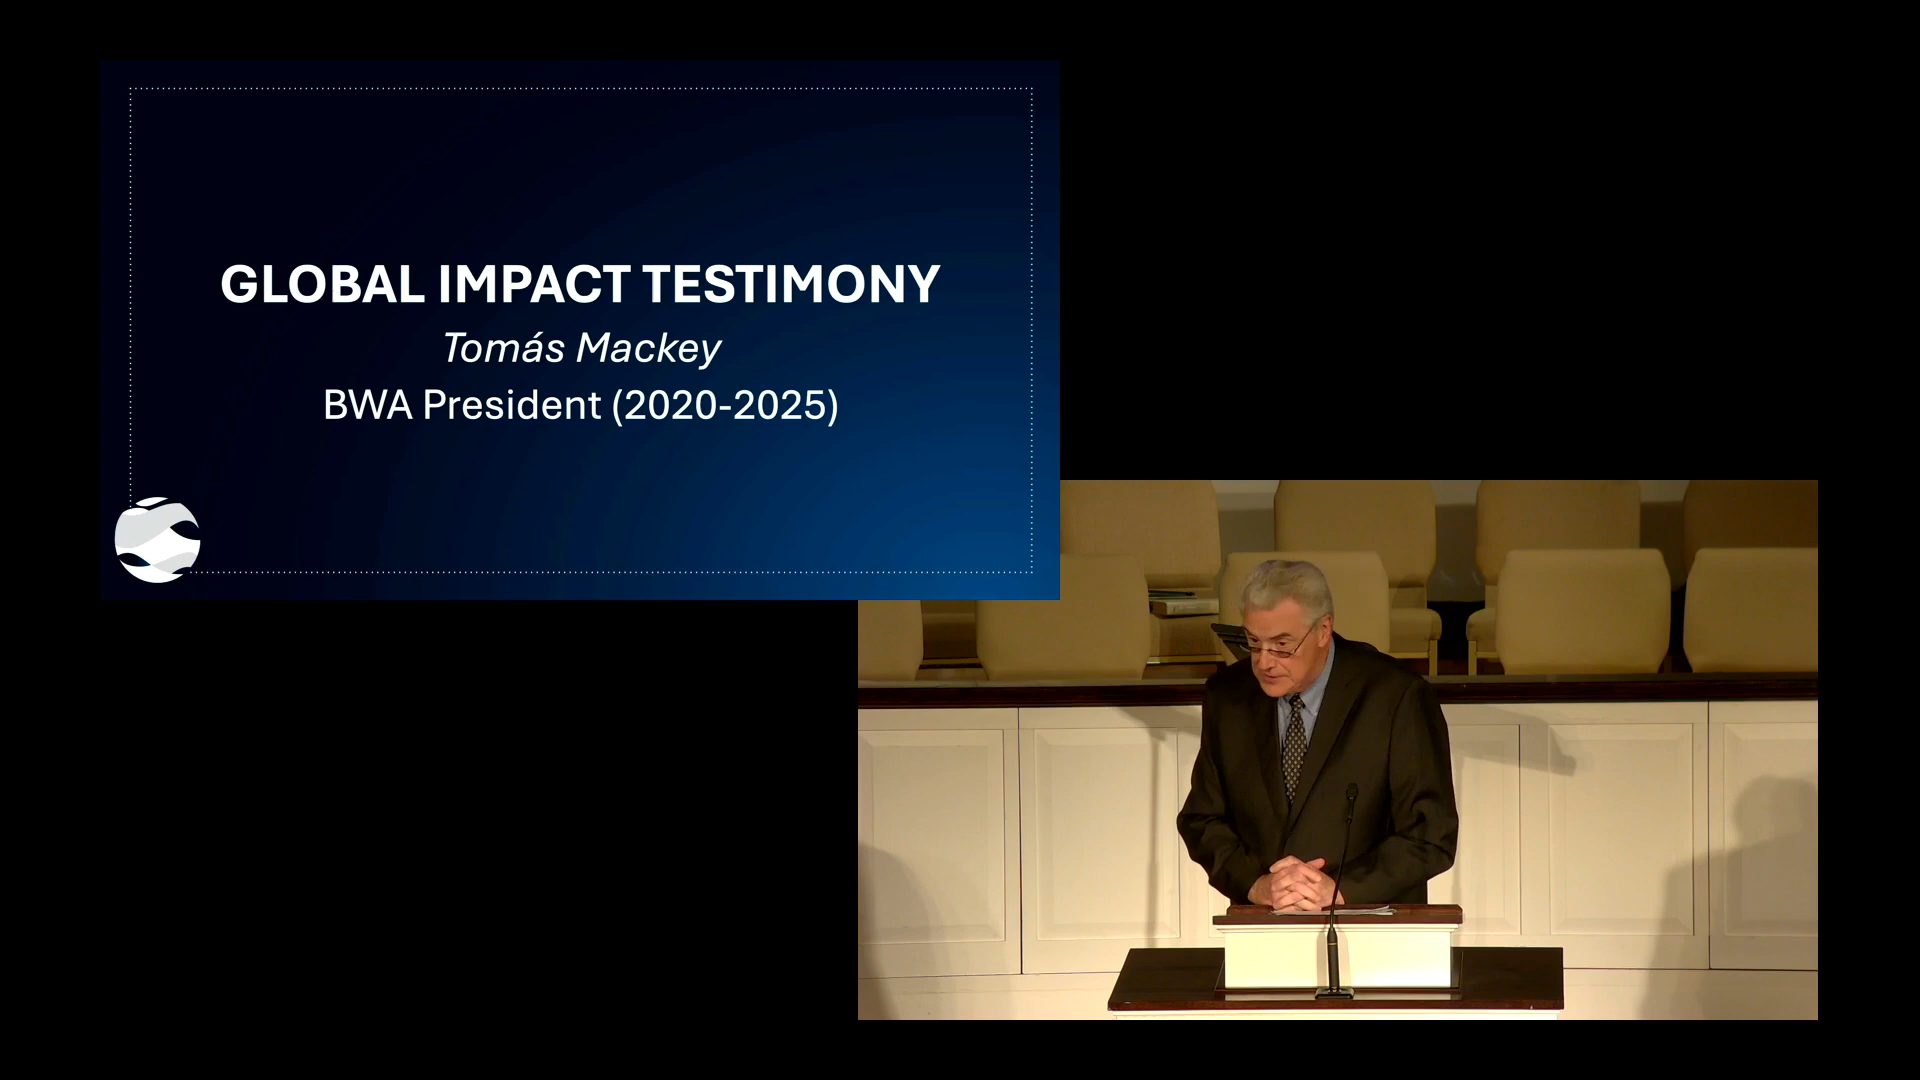 GLOBAL IMPACT TESTIMONY
Tomás Mackey
BWA President (2020-2025)